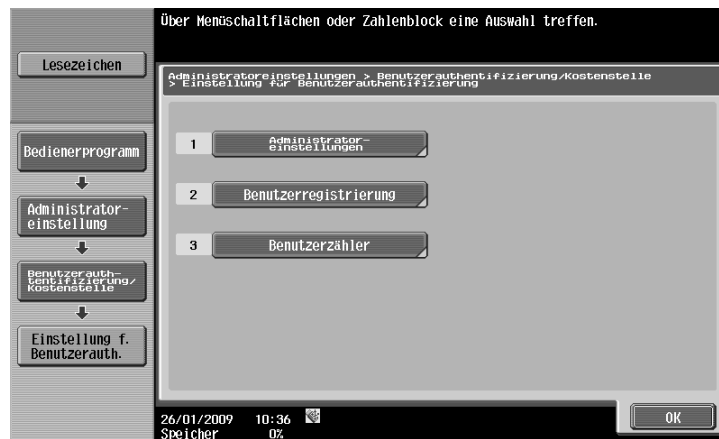 Über Menüschaltflächen oder Zahlenblock eine Auswahl treffen.
Lesezeichen
Administratoreinstellungen > Benutzerauthentifizierung/Kostenstelle
> Einstellung für Benutzerauthentifizierung
Bedienerprogramm
Administrator-
einstellung
Benutzerauth-
tentifizierung/
Kostenstelle
Einstellung f.
Benutzerauth.
1 Administrator-
einstellungen
2 Benutzerregistrierung
3 Benutzerzähler
26/01/2009 10:36
Speicher 0%
OK